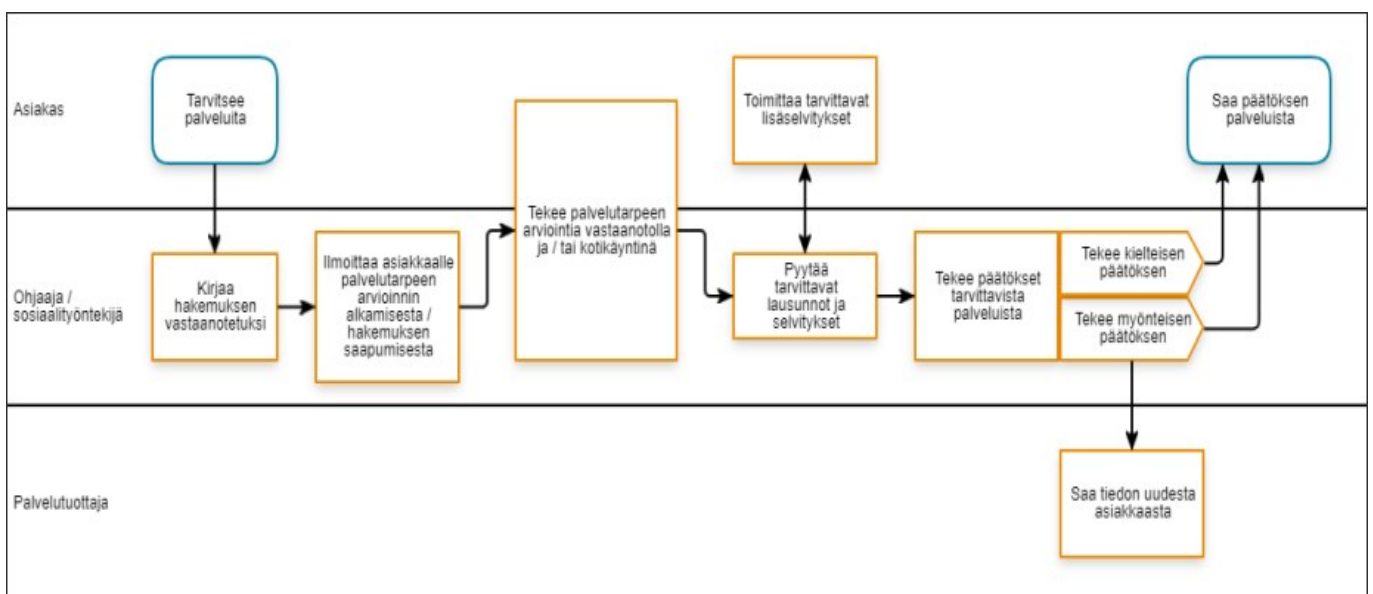 Asiakas
Tarvitsee
palveluita
Toimittaa tarvittavat
lisäselvitykset
Saa päätöksen
palveluista
Ohjaaja /
sosiaalityöntekijä
Kirjaa
hakemuksen
vastaanotetuksi
Ilmoittaa asiakkaalle
palvelutarpeen
arvioinnin
alkamisesta /
hakemuksen
saapumisesta
Tekee palvelutarpeen
arviointia vastaanotolla
ja / tai kotikäyntinä
Pyytää
tarvittavat
lausunnot ja
selvitykset
Tekee päätökset
tarvittavista
palveluista
Tekee kielteisen
päätöksen
Tekee myönteisen
päätöksen
Palvelutuottaja
Saa tiedon uudesta
asiakkaasta